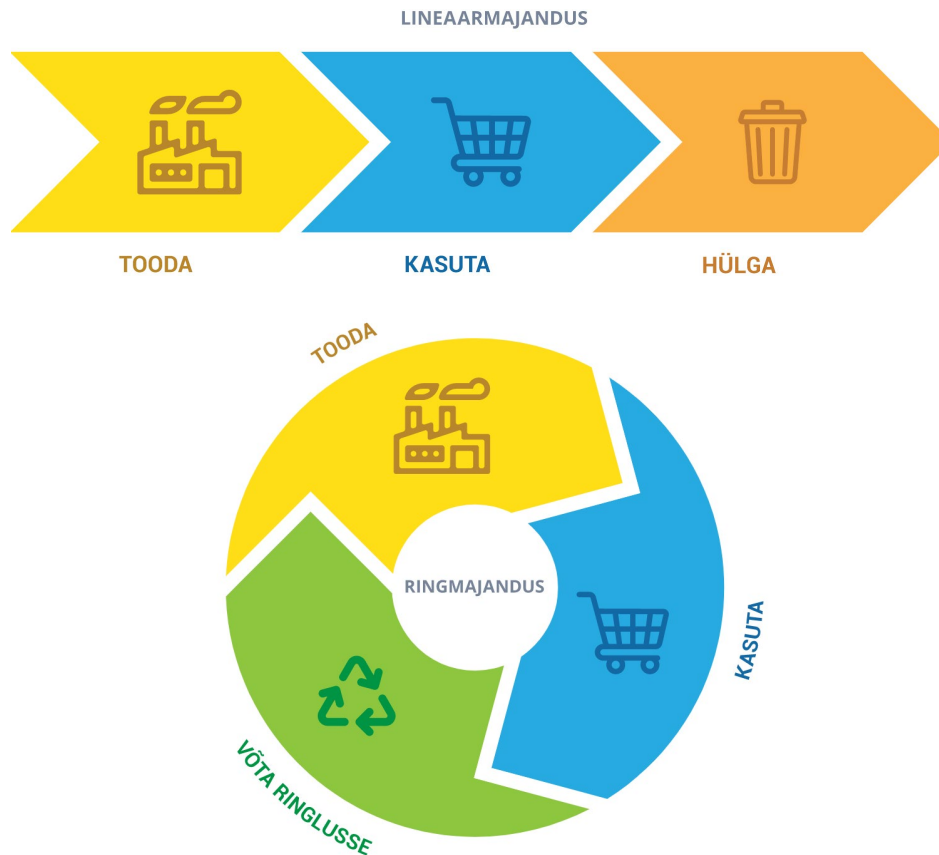 LINEAARMAJANDUS
TOODA
KASUTA
HÜLGA
TOODA
RINGMAJANDUS
KASUTA
VÕTA RINGLUSSE